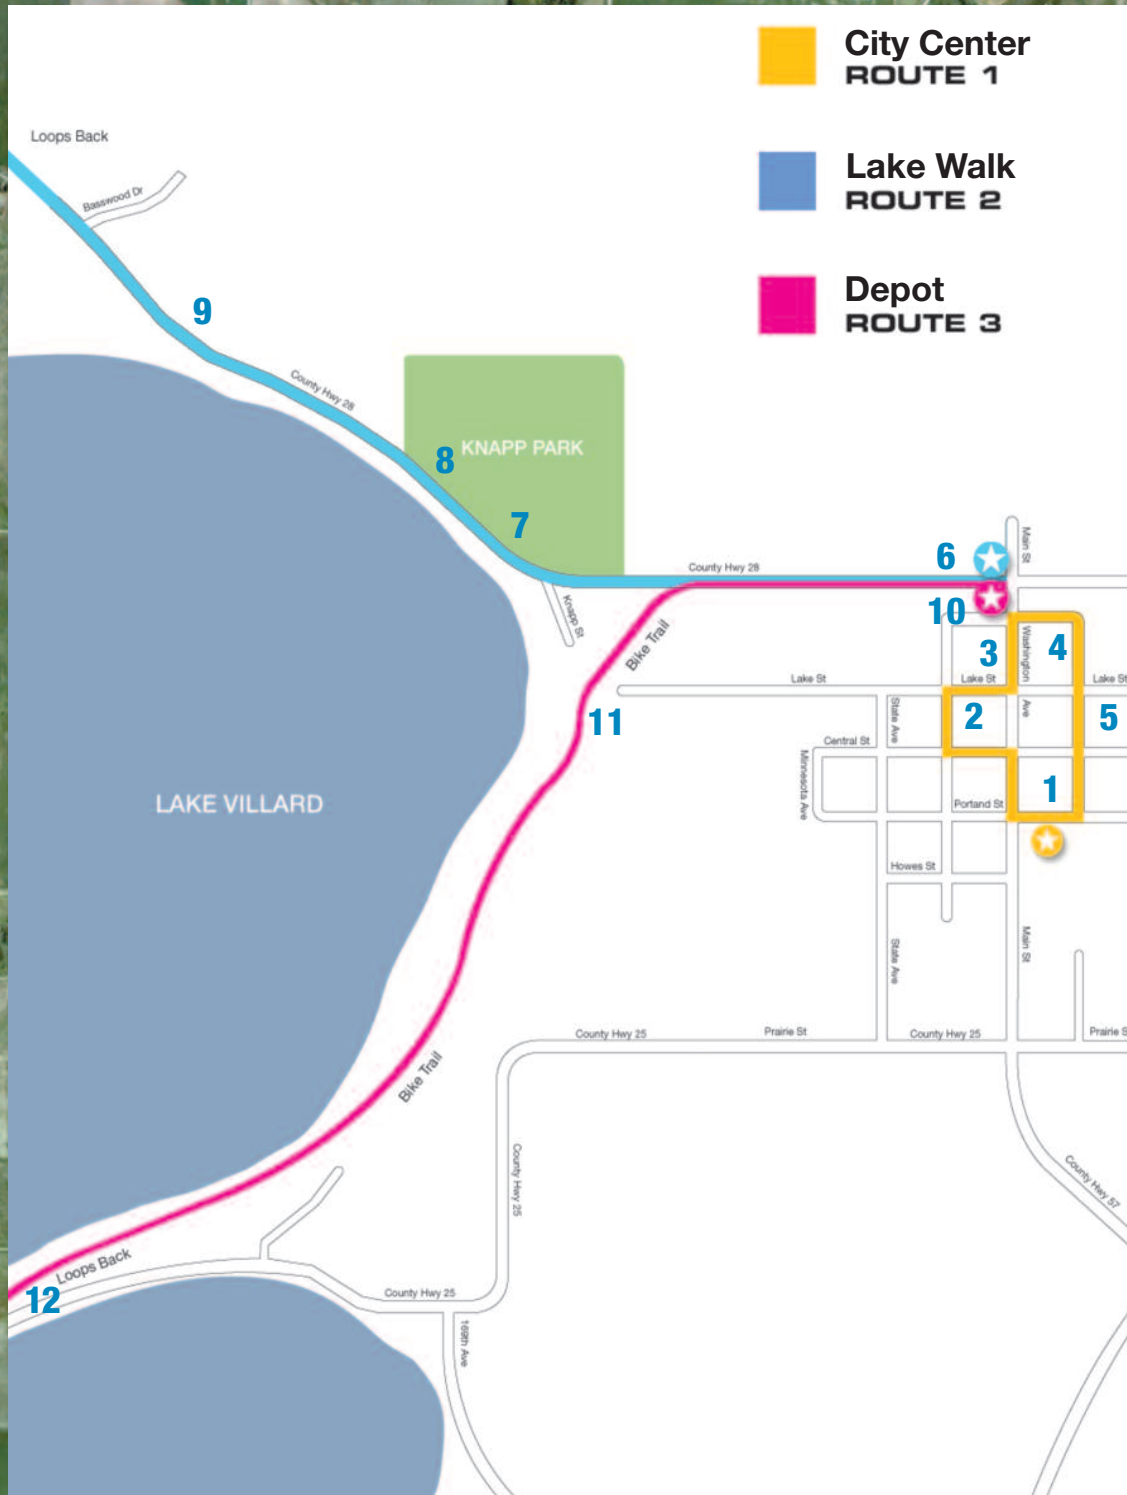 City Center
ROUTE 1
Lake Walk
ROUTE 2
Depot
ROUTE 3
Loops Back
Basswood Dr
9
County Hwy 28
8
KNAPP PARK
7
Main St
6
County Hwy 28
10
Knapp St
Bike Trail
3
Washington
4
Lake St
Lake St
Lake St
11
State Ave
2
Ave
5
Central St
Minnesota Ave
1
LAKE VILLARD
Portand St
Howes St
State Ave
Main St
County Hwy 25
Prairie St
County Hwy 25
Prairie S
Bike Trail
County Hwy 25
County Hwy 57
Loops Back
12
County Hwy 25
169th Ave